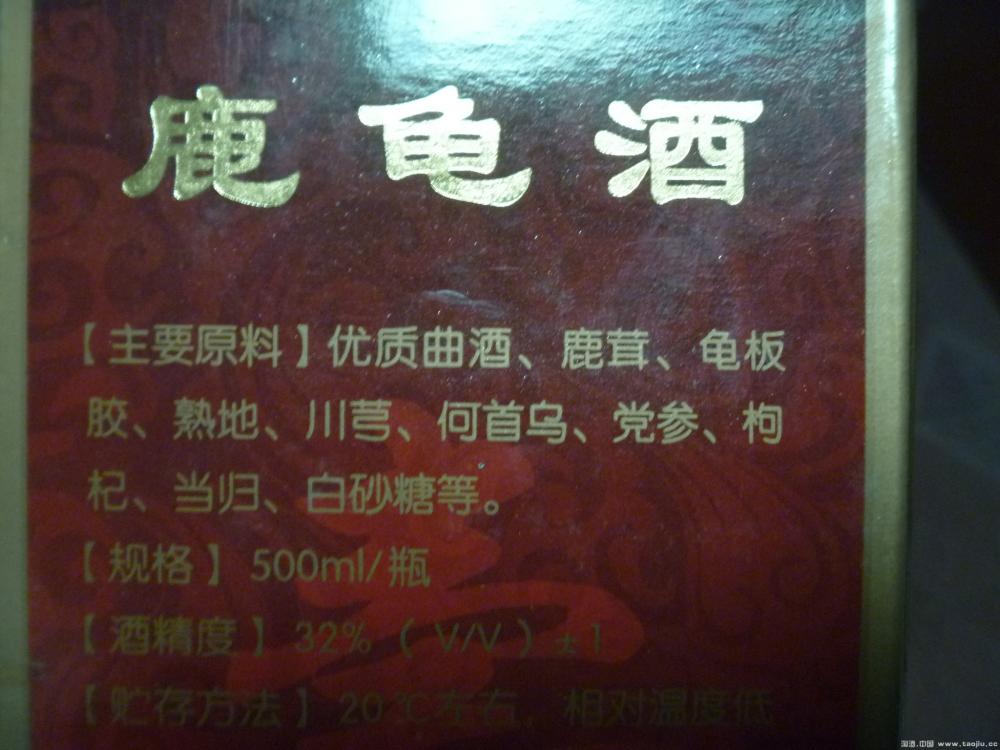 鹿龟酒
【主要原料】优质曲酒、鹿茸、龟板
胶、熟地、川芎、何首乌、党参、枸
杞、当归、白砂糖等。
【规格】500ml/瓶
【酒精度】32%（V/V）±1
【贮存方法】20℃左右，相对温度低
淘酒.中国 www.taojiu.cc